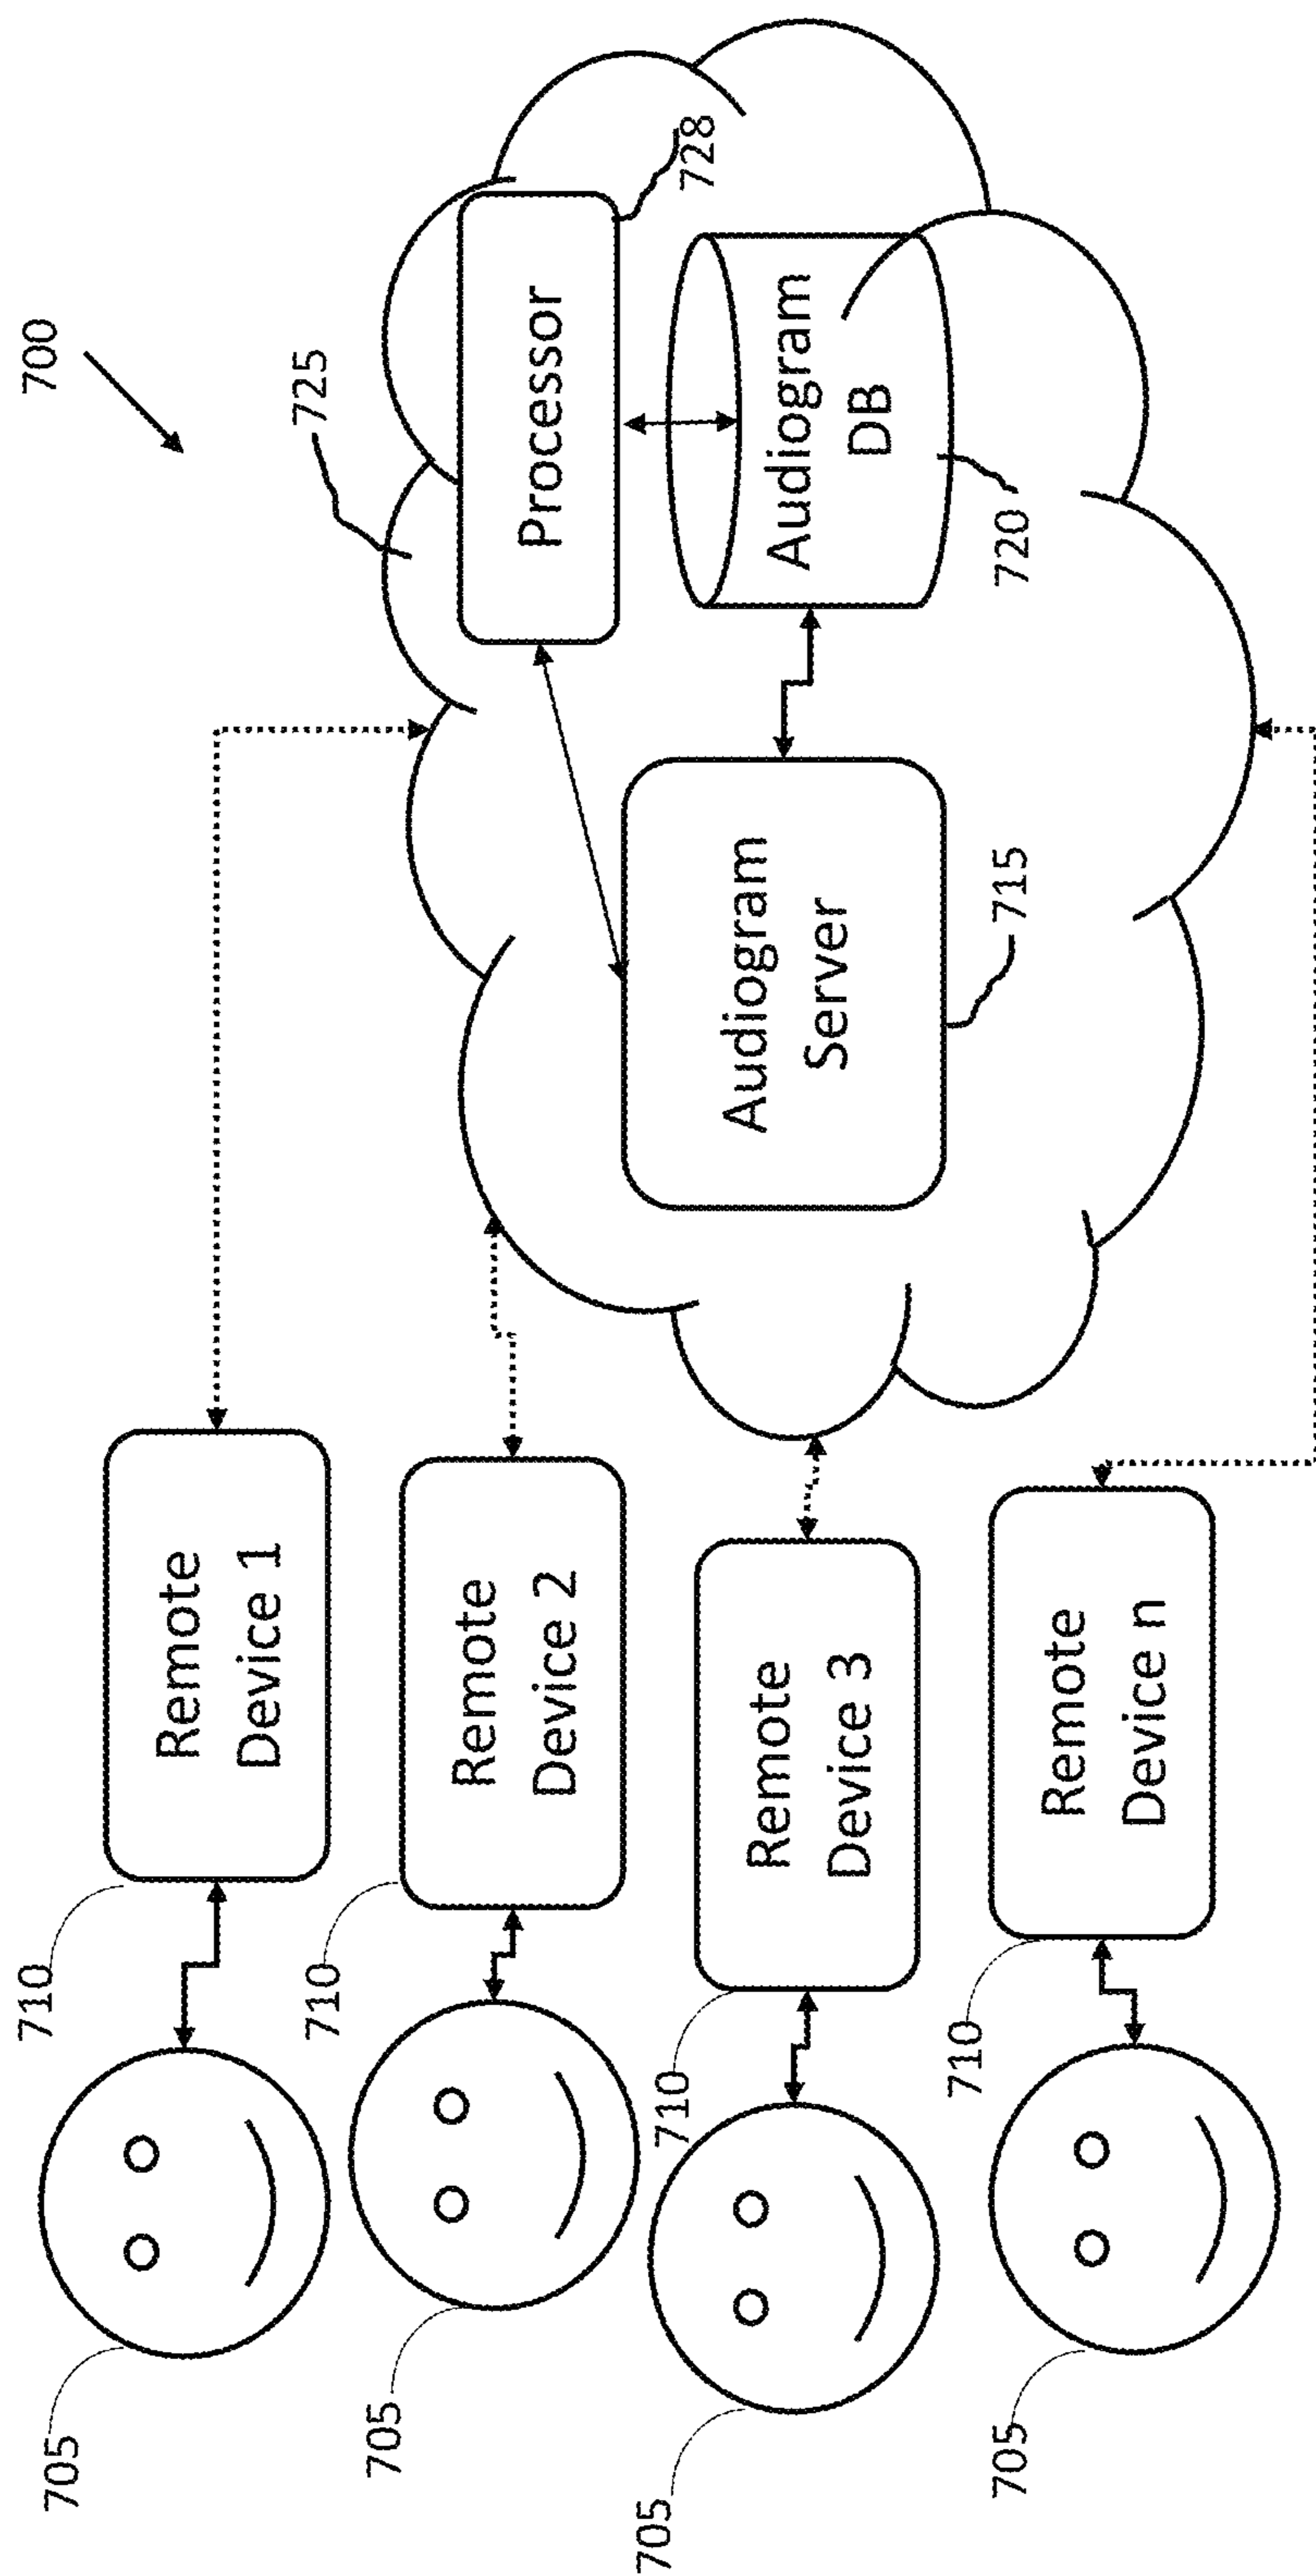 700
705
710
Remote
Device 1
725
705
710
Remote
Device 2
Processor
728
705
710
Remote
Device 3
Audiogram
Server
715
Audiogram
DB
720
705
710
Remote
Device n